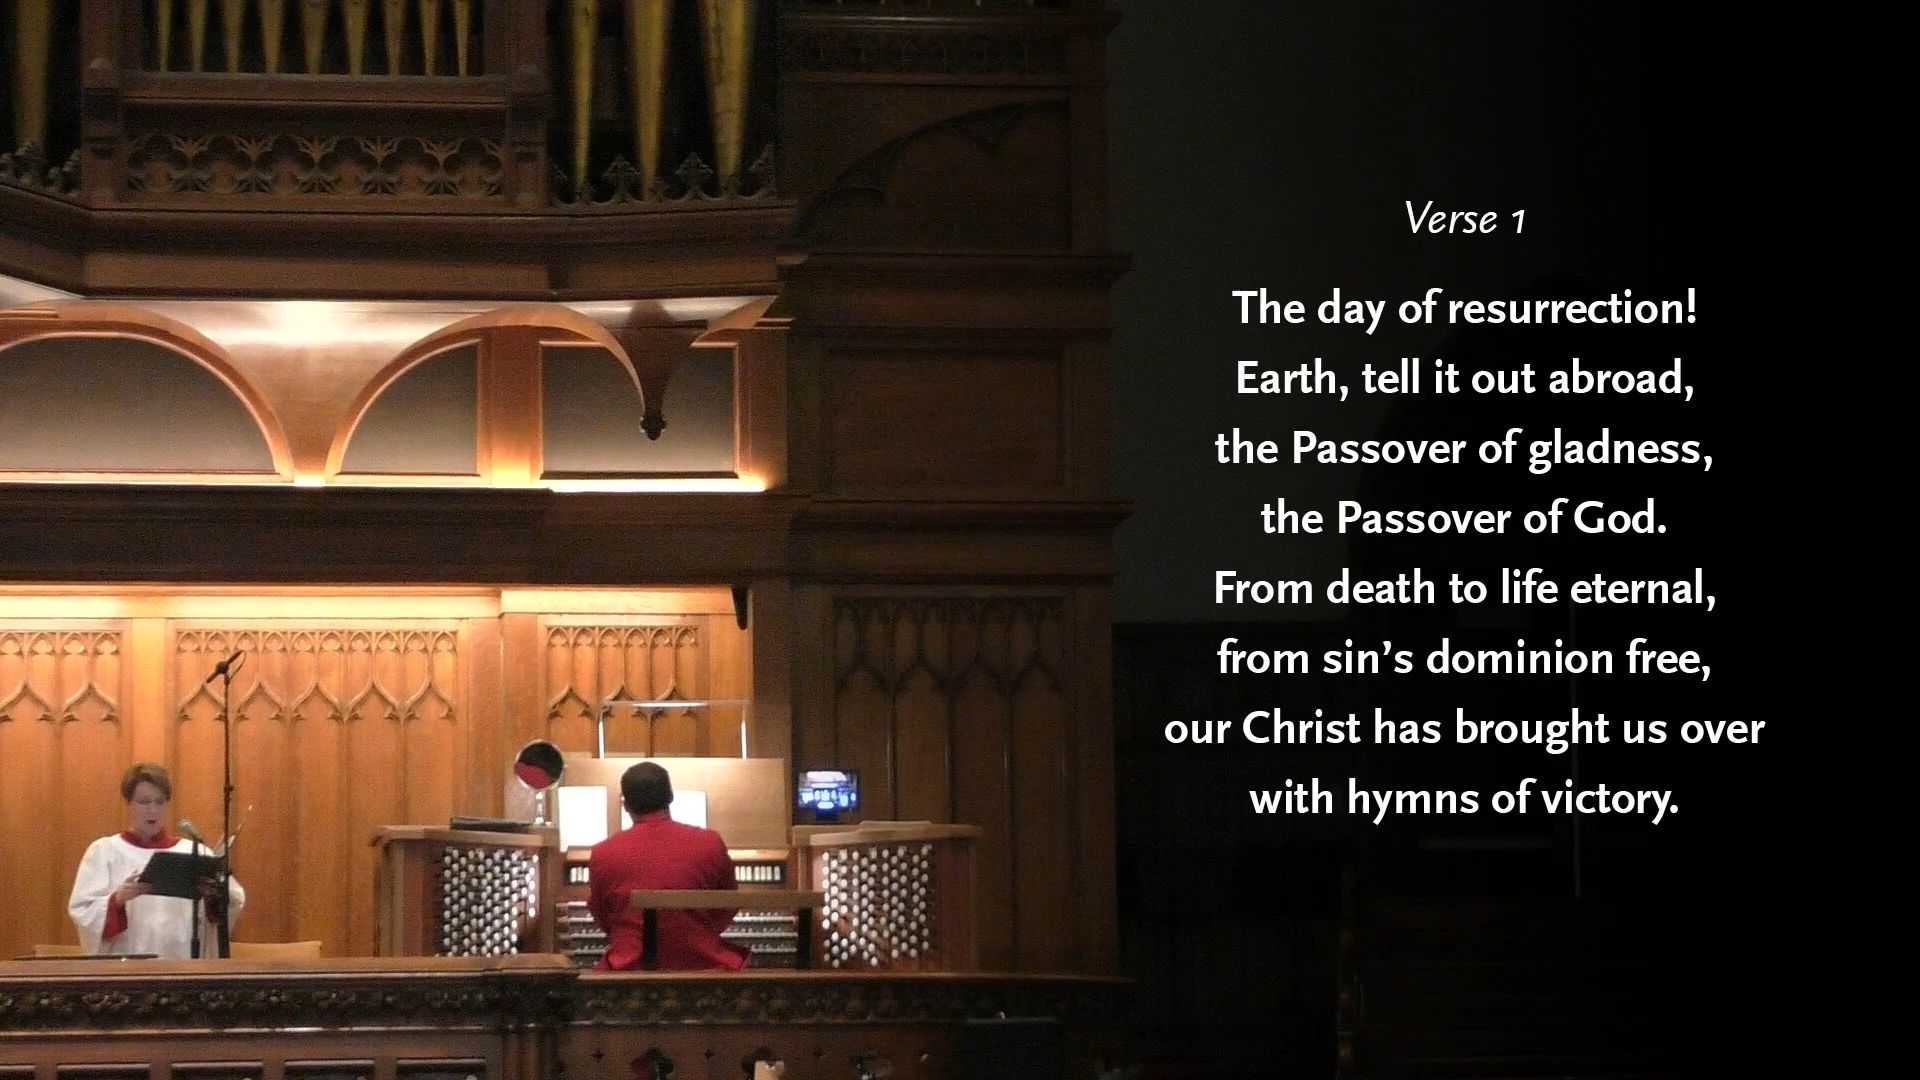 Verse 1
The day of resurrection!
Earth, tell it out abroad,
the Passover of gladness,
the Passover of God.
From death to life eternal,
from sin’s dominion free,
our Christ has brought us over
with hymns of victory.